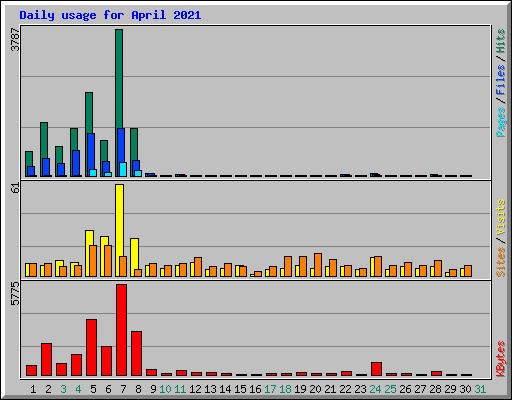 Daily usage for April 2021
3787
Pages / Files / Hits
61
Sites / Visits
5775
KBytes
1 2 3 4 5 6 7 8 9 10 11 12 13 14 15 16 17 18 19 20 21 22 23 24 25 26 27 28 29 30 31